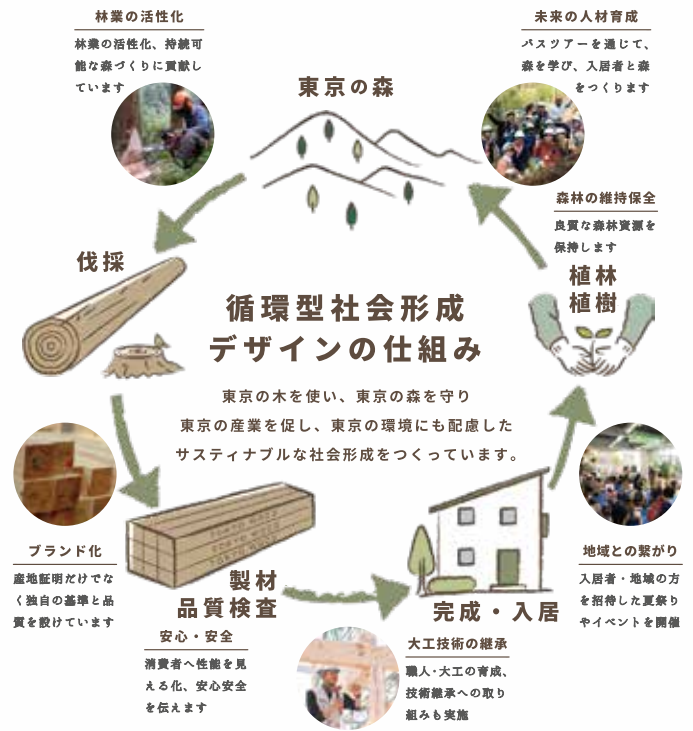 林業の活性化
林業の活性化、持続可
能な森づくりに貢献し
ています
未来の人材育成
バスツアーを通じて、
森を学び、入居者と森
をつくります
東京の森
森林の維持保全
良質な森林資源を
保持します
伐採
植林
植樹
循環型社会形成
デザインの仕組み
東京の木を使い、東京の森を守り
東京の産業を促し、東京の環境にも配慮した
サスティナブルな社会形成をつくっています。
ブランド化
産地証明だけでな
く独自の基準と品
質を設けています
TOKYO WOOD
TOKYO WOOD
TOKYO WOOD
製材
品質検査
安心・安全
消費者へ性能を見
える化、安心安全
を伝えます
完成・入居
大工技術の継承
職人・大工の育成、
技術継承への取り
組みも実施
地域との繋がり
入居者・地域の方
を招待した夏祭り
やイベントを開催